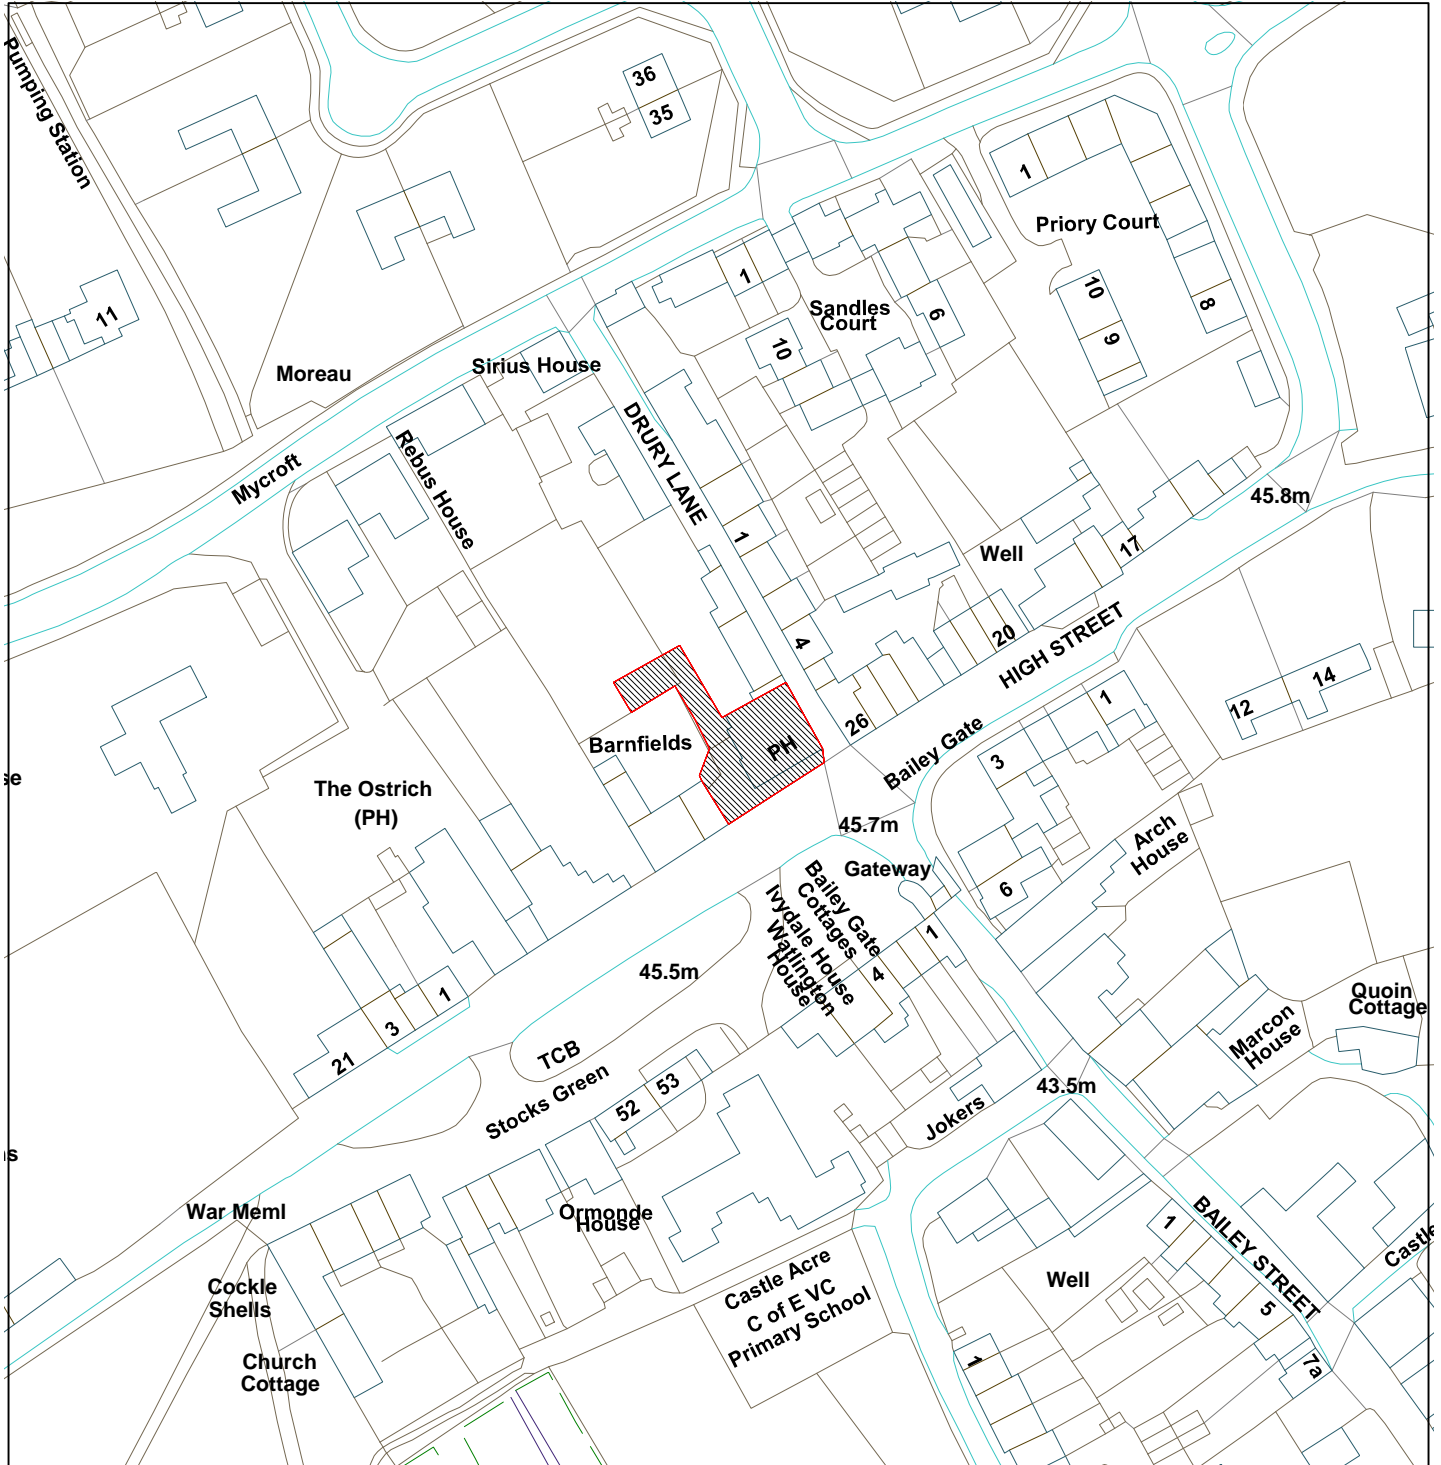 Pumping Station
36
35
1
Priory Court
10
9
8
11
1
Sandles
Court
6
10
Sirius House
Moreau
DRURY LANE
Rebus House
Mycroft
45.8m
1
Well
17
4
20
HIGH STREET
26
14
12
1
Bailey Gate
3
PH
Barnfields
se
The Ostrich
(PH)
45.7m
Arch
House
Gateway
6
Bailey Gate
Cottages
Ivydale House
Watlington
House
1
4
45.5m
Quoin
Cottage
1
3
21
Marcon
House
TCB
Stocks Green
53
52
43.5m
Jokers
War Meml
Ormonde
House
1
BAILEY STREET
Castle
Cockle
Shells
Castle Acre
C of E VC
Primary School
Well
5
7a
1
Church
Cottage